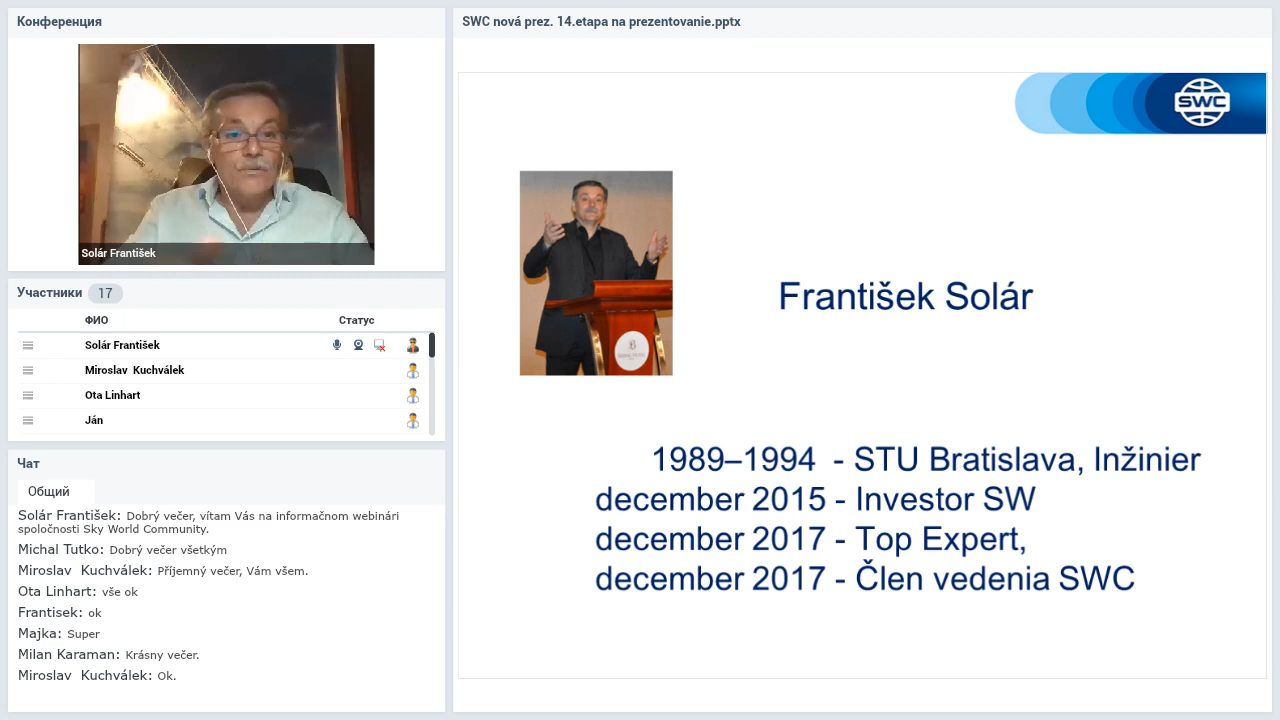 Конференция
Solár František
Участники 17
ФИО Статус
Solár František
Miroslav Kuchválek
Ota Linhart
Ján
Чат
Общий
Solár František: Dobrý večer, vítam Vás na informačnom webinári
spoločnosti Sky World Community.
Michal Tutko: Dobrý večer všetkým
Miroslav Kuchválek: Příjemný večer, Vám všem.
Ota Linhart: vše ok
Frantisek: ok
Majka: Super
Milan Karaman: Krásny večer.
Miroslav Kuchválek: Ok.
SWC nová prez. 14.etapa na prezentovanie.pptx
SWC
František Solár
1989–1994 - STU Bratislava, Inžinier
december 2015 - Investor SW
december 2017 - Top Expert,
december 2017 - Člen vedenia SWC